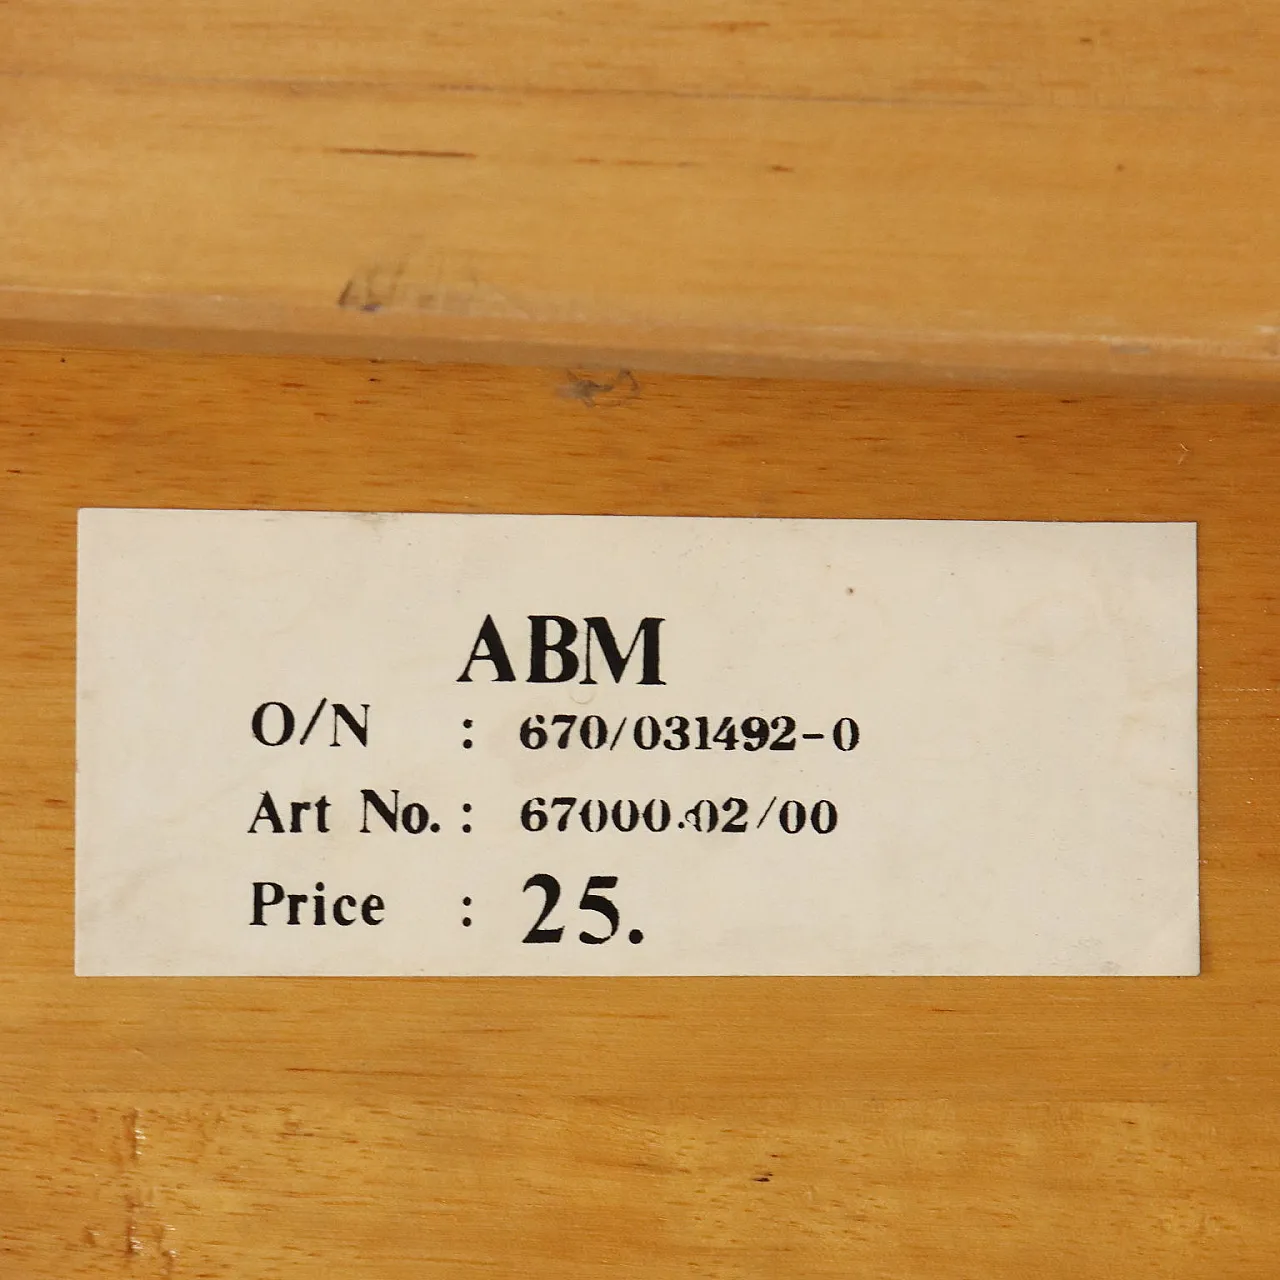 ABM
O/N : 670/031492-0
Art No. : 67000.02/00
Price : 25.